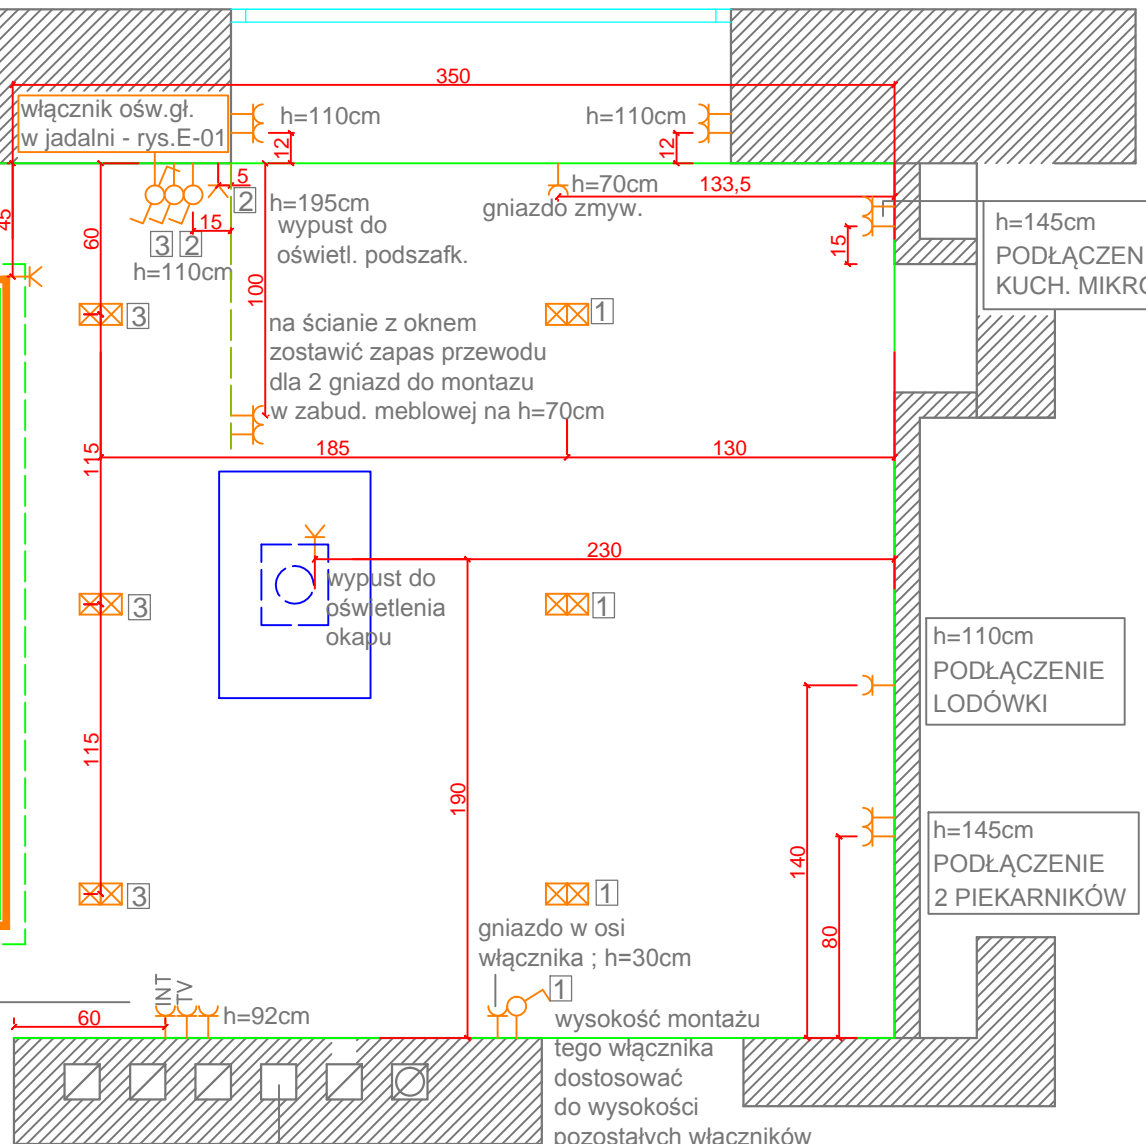 350
włącznik ośw.gł.
w jadalni - rys.E-01
h=110cm
h=110cm
12
12
5
2
h=195cm
wypust do
oświetl. podszafk.
h=70cm
133,5
gniazdo zmyw.
45
60
15
3 2
h=110cm
15
h=145cm
PODŁĄCZEN
KUCH. MIKRO
100
3
1
na ścianie z oknem
zostawić zapas przewodu
dla 2 gniazd do montazu
w zabud. meblowej na h=70cm
115
185
130
230
wypust do
oświetlenia
okapu
3
1
h=110cm
PODŁĄCZENIE
LODÓWKI
115
190
140
80
h=145cm
PODŁĄCZENIE
2 PIEKARNIKÓW
3
1
gniazdo w osi
włącznika ; h=30cm
INT
TV
60
h=92cm
1
wysokość montażu
tego włącznika
dostosować
do wysokości
pozostałych włączników